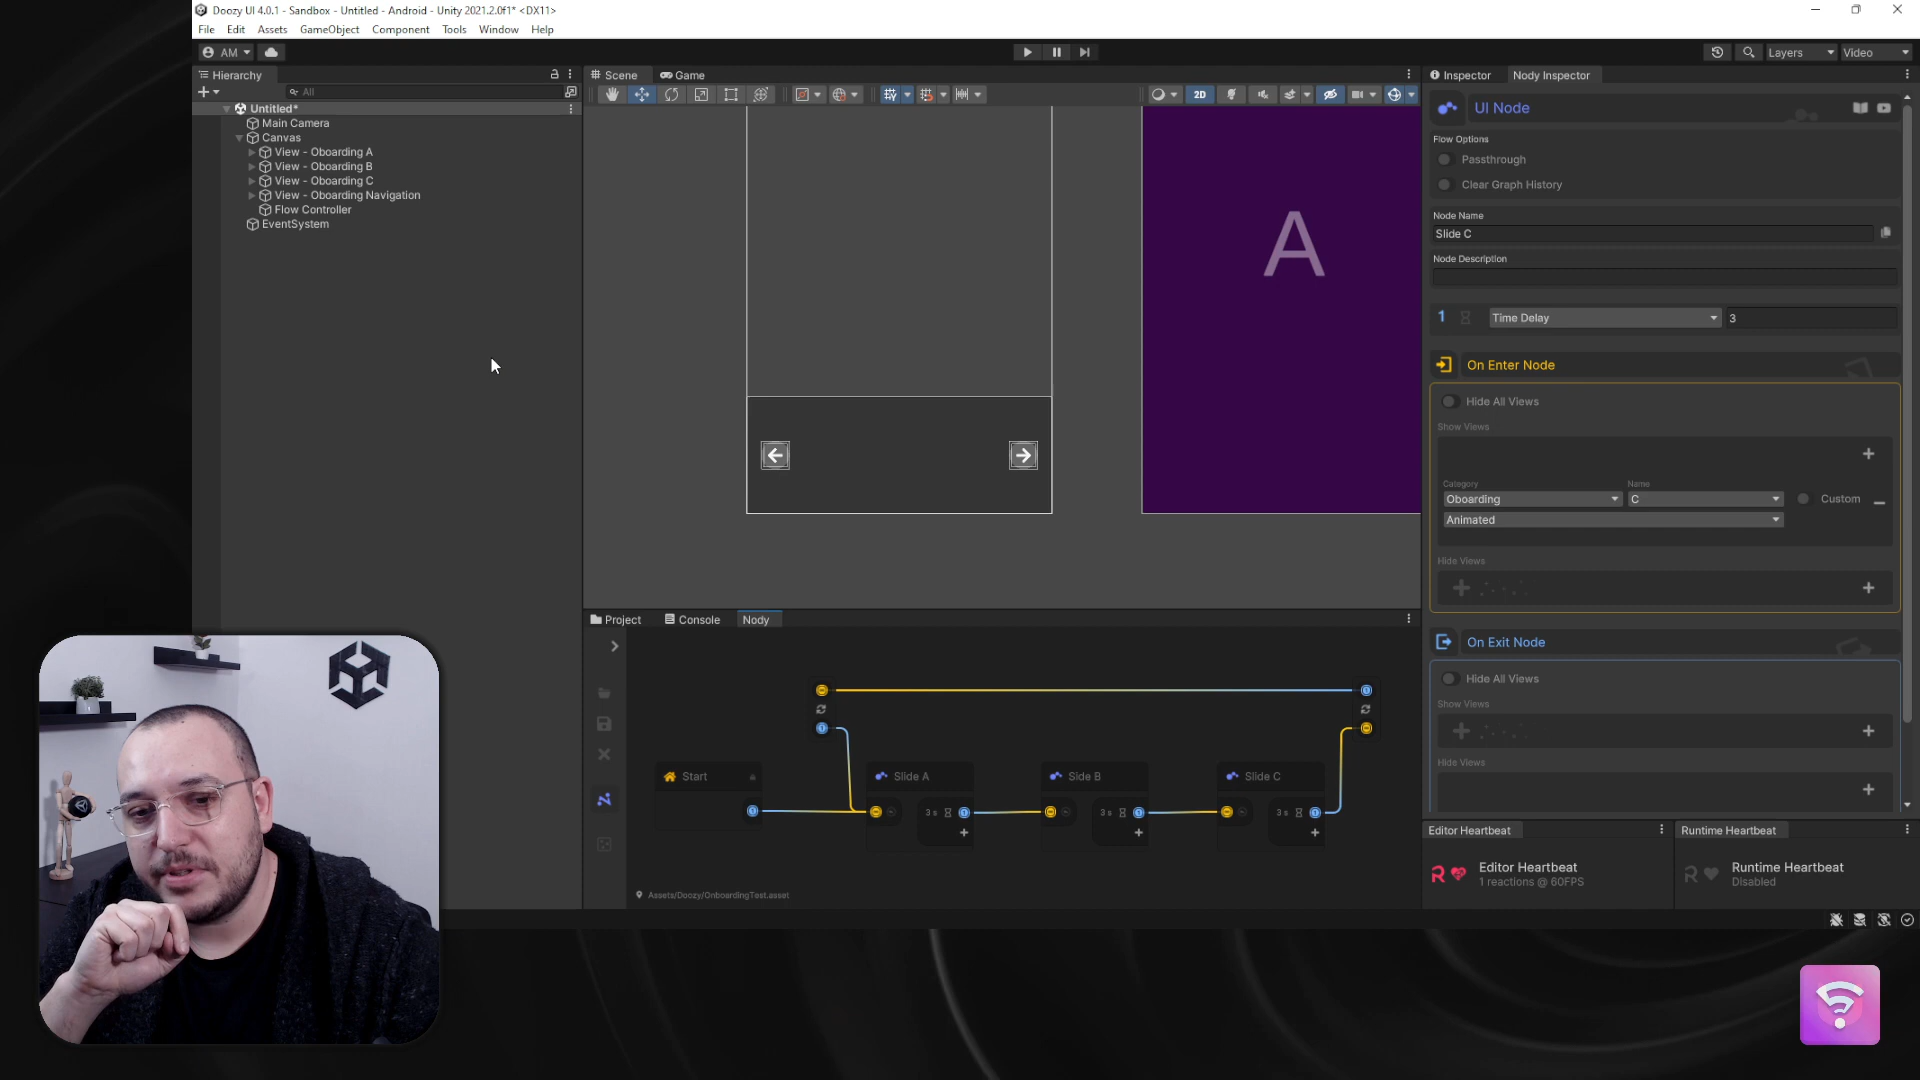 Doozy UI 4.0.1 - Sandbox - Untitled - Android - Unity 2021.2.0f1* <DX11>
File Edit Assets GameObject Component Tools Window Help
AM Layers Video
Hierarchy
All
Untitled*
Main Camera
Canvas
View - Oboarding A
View - Oboarding B
View - Oboarding C
View - Oboarding Navigation
Flow Controller
EventSystem
Scene Game
2D
A
Project Console Nody
Start
Slide A
3 s
Side B
3 s
Slide C
3 s
Assets/Doozy/OnboardingTest.asset
Inspector Nody Inspector
UI Node
Flow Options
Passthrough
Clear Graph History
Node Name
Slide C
Node Description
1 Time Delay 3
On Enter Node
Hide All Views
Show Views
Category Name
Oboarding C Custom
Animated
Hide Views
On Exit Node
Hide All Views
Show Views
Hide Views
Editor Heartbeat Runtime Heartbeat
Editor Heartbeat
1 reactions @ 60FPS
Runtime Heartbeat
Disabled